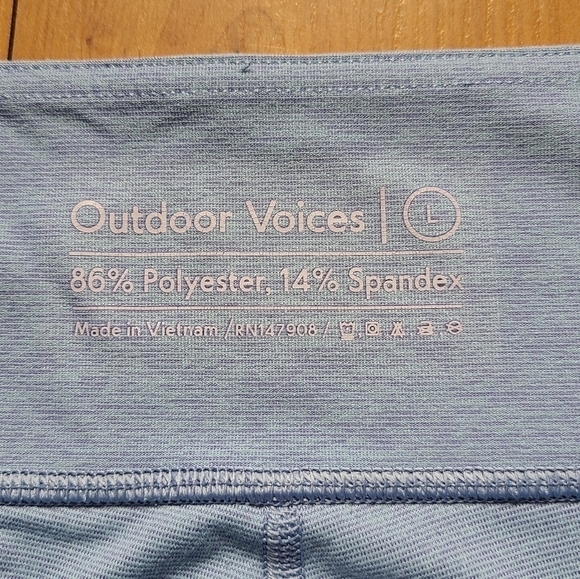 Outdoor Voices | L
86% Polyester, 14% Spandex
Made in Vietnam / RN147908 /